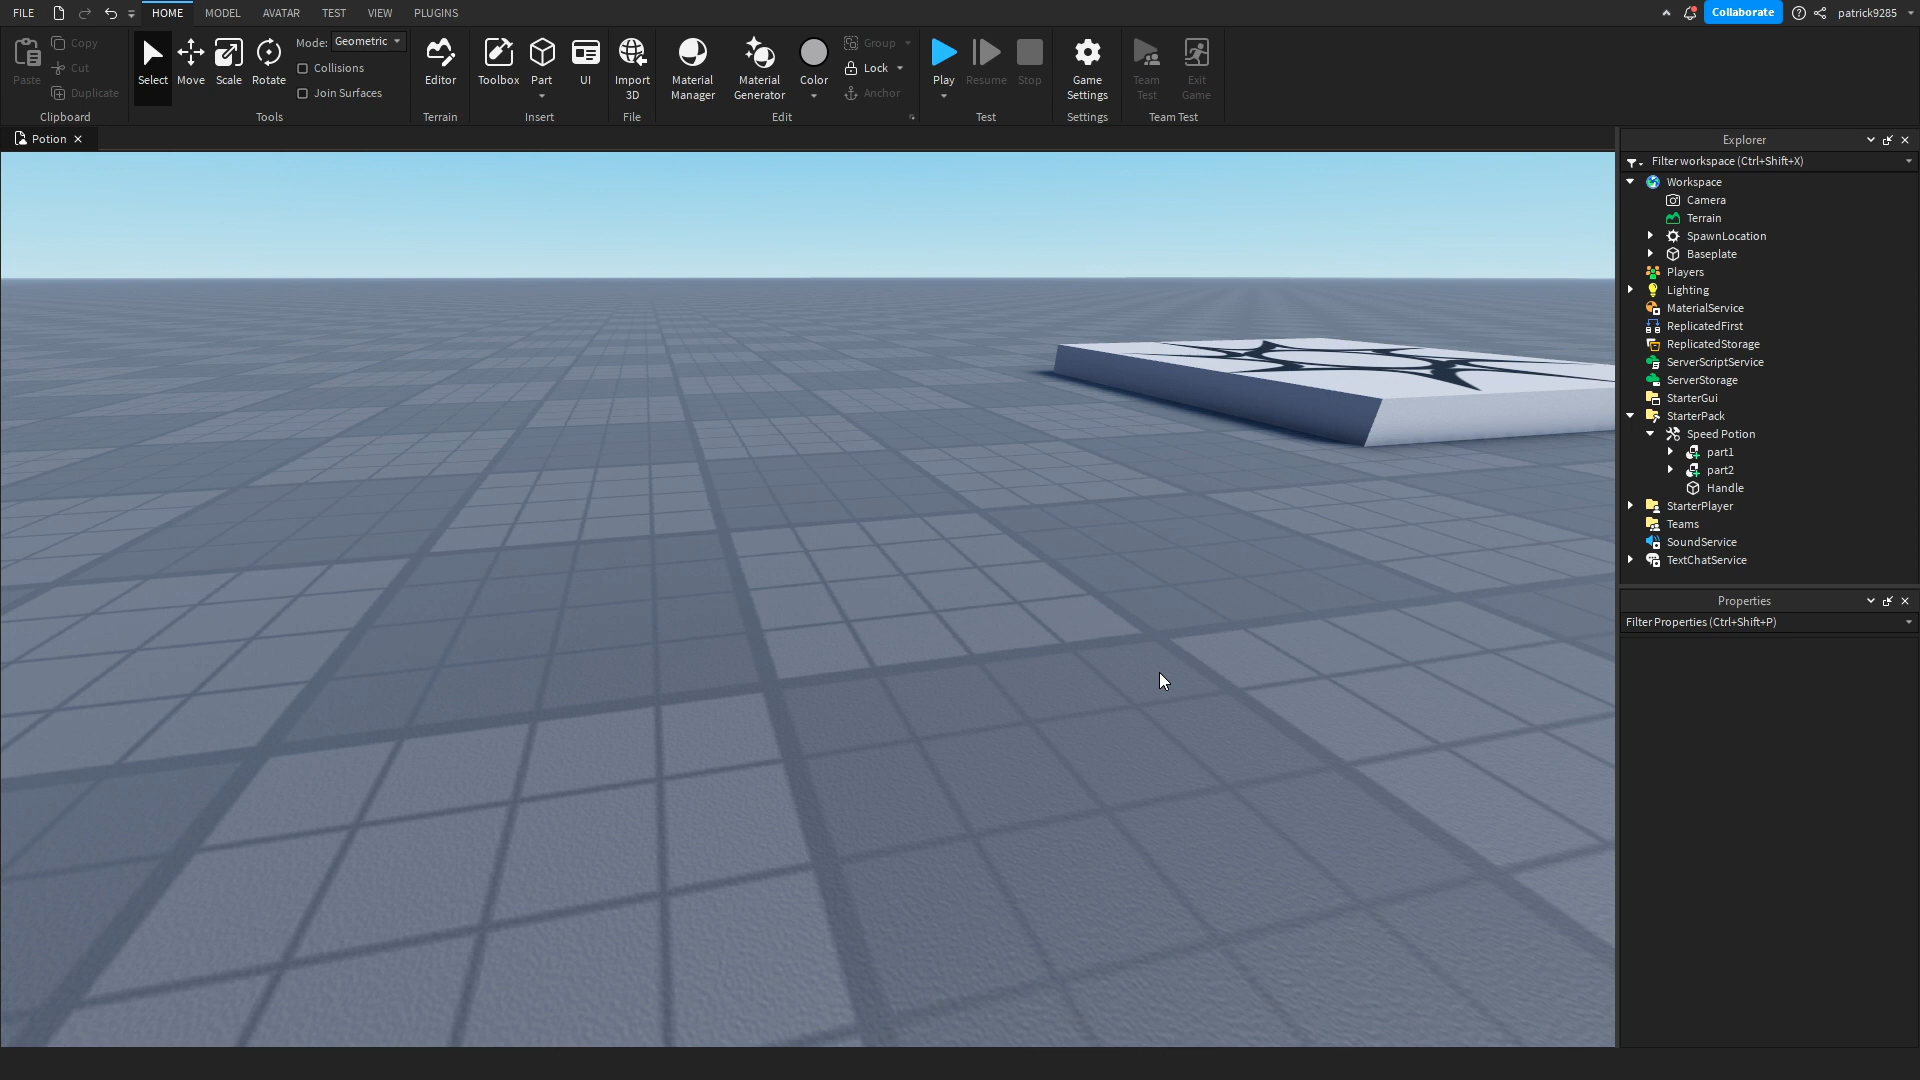 FILE HOME MODEL AVATAR TEST VIEW PLUGINS Collaborate patrick9285
Paste Copy Cut Duplicate
Clipboard
Select Move Scale Rotate
Mode: Geometric
Collisions
Join Surfaces
Tools
Editor
Terrain
Toolbox Part UI
Insert
Import 3D
File
Material Manager Material Generator Color
Group
Lock
Anchor
Edit
Play Resume Stop
Test
Game Settings
Settings
Team Test Exit Game
Team Test
Potion
Explorer
Filter workspace (Ctrl+Shift+X)
Workspace
Camera
Terrain
SpawnLocation
Baseplate
Players
Lighting
MaterialService
ReplicatedFirst
ReplicatedStorage
ServerScriptService
ServerStorage
StarterGui
StarterPack
Speed Potion
part1
part2
Handle
StarterPlayer
Teams
SoundService
TextChatService
Properties
Filter Properties (Ctrl+Shift+P)